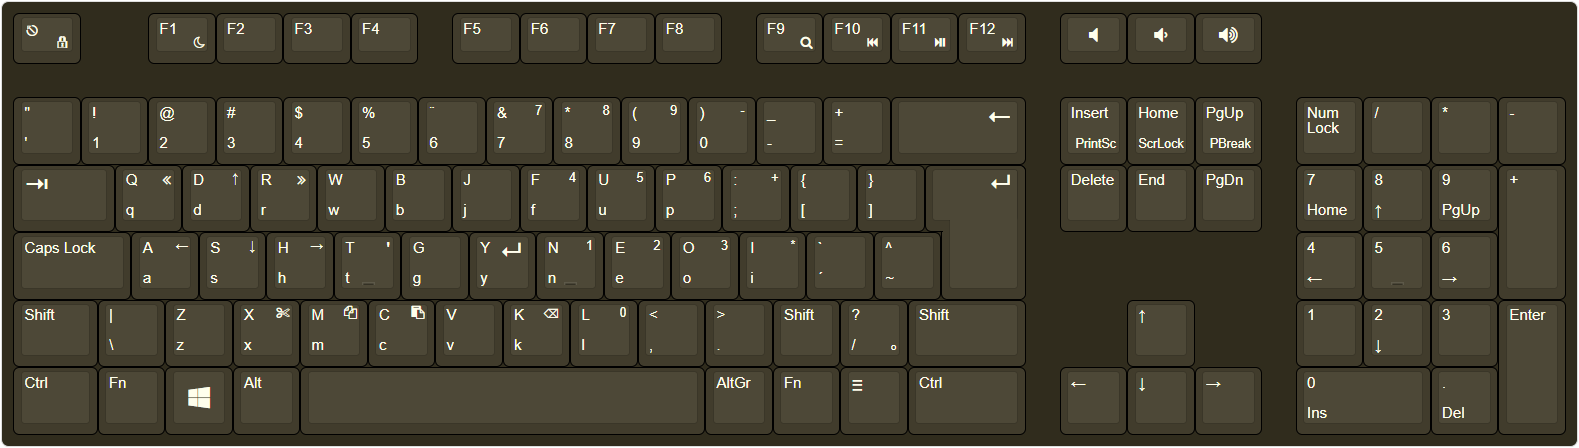 F1 F2 F3 F4 F5 F6 F7 F8 F9 F10 F11 F12
" ! @ # $ % ¨ & 7 * 8 ( 9 ) - _ + ← Insert Home PgUp Num / * -
' 1 2 3 4 5 6 7 8 9 0 - = PrintSc ScrLock PBreak Lock
Q « D ↑ R » W B J F 4 U 5 P 6 : + { } Delete End PgDn 7 8 9 +
q d r w b j f u p ; [ ] Home ↑ PgUp
Caps Lock A ← S ↓ H → T ' G Y N 1 E 2 O 3 I * ` ^ 4 5 6
a s h t _ g y n _ e o i ´ ~ ← _ →
Shift | Z X M C V K L 0 < > Shift ? Shift ↑ 1 2 3 Enter
\ z x m c v k l , . / º ↓
Ctrl Fn Alt AltGr Fn ☰ Ctrl ← ↓ → 0 .
Ins Del